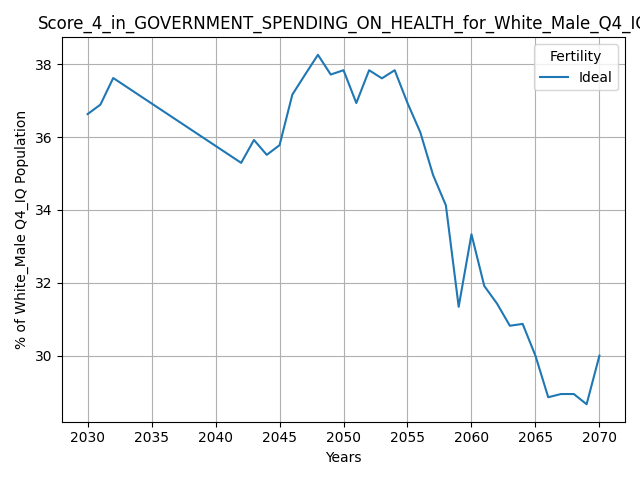 Score_4_in_GOVERNMENT_SPENDING_ON_HEALTH_for_White_Male_Q4_IQ
Fertility
Ideal
38
36
34
32
30
% of White_Male Q4_IQ Population
2030 2035 2040 2045 2050 2055 2060 2065 2070
Years